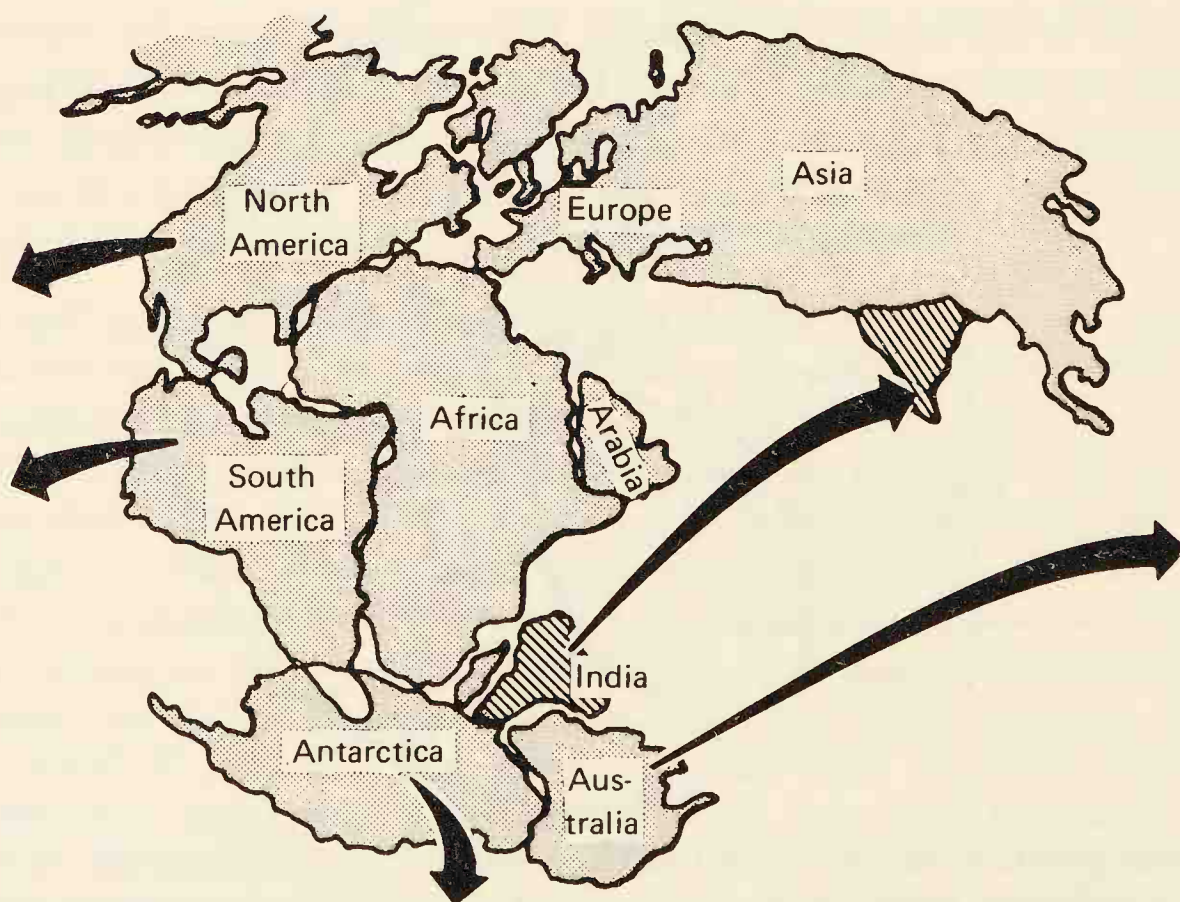 North
America
Europe
Asia
Africa
Arabia
South
America
India
Antarctica
Aus-
tralia